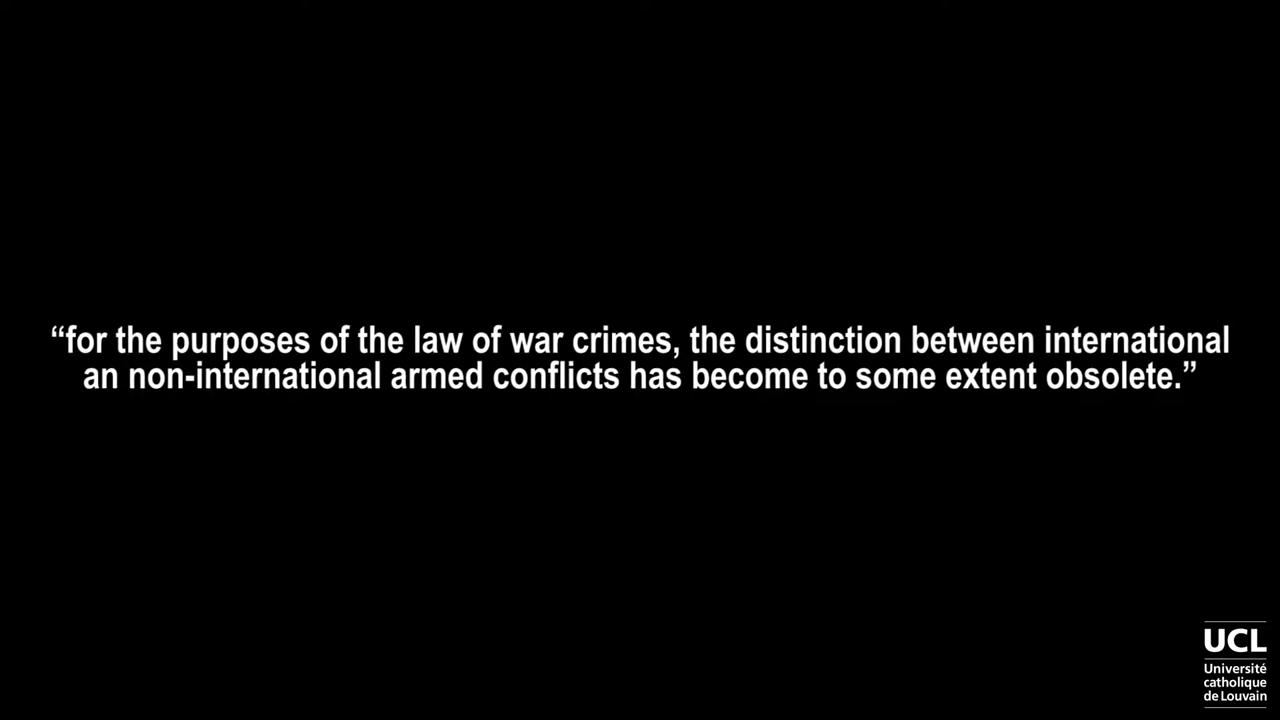 “for the purposes of the law of war crimes, the distinction between international
an non-international armed conflicts has become to some extent obsolete.”
UCL
Université
catholique
de Louvain